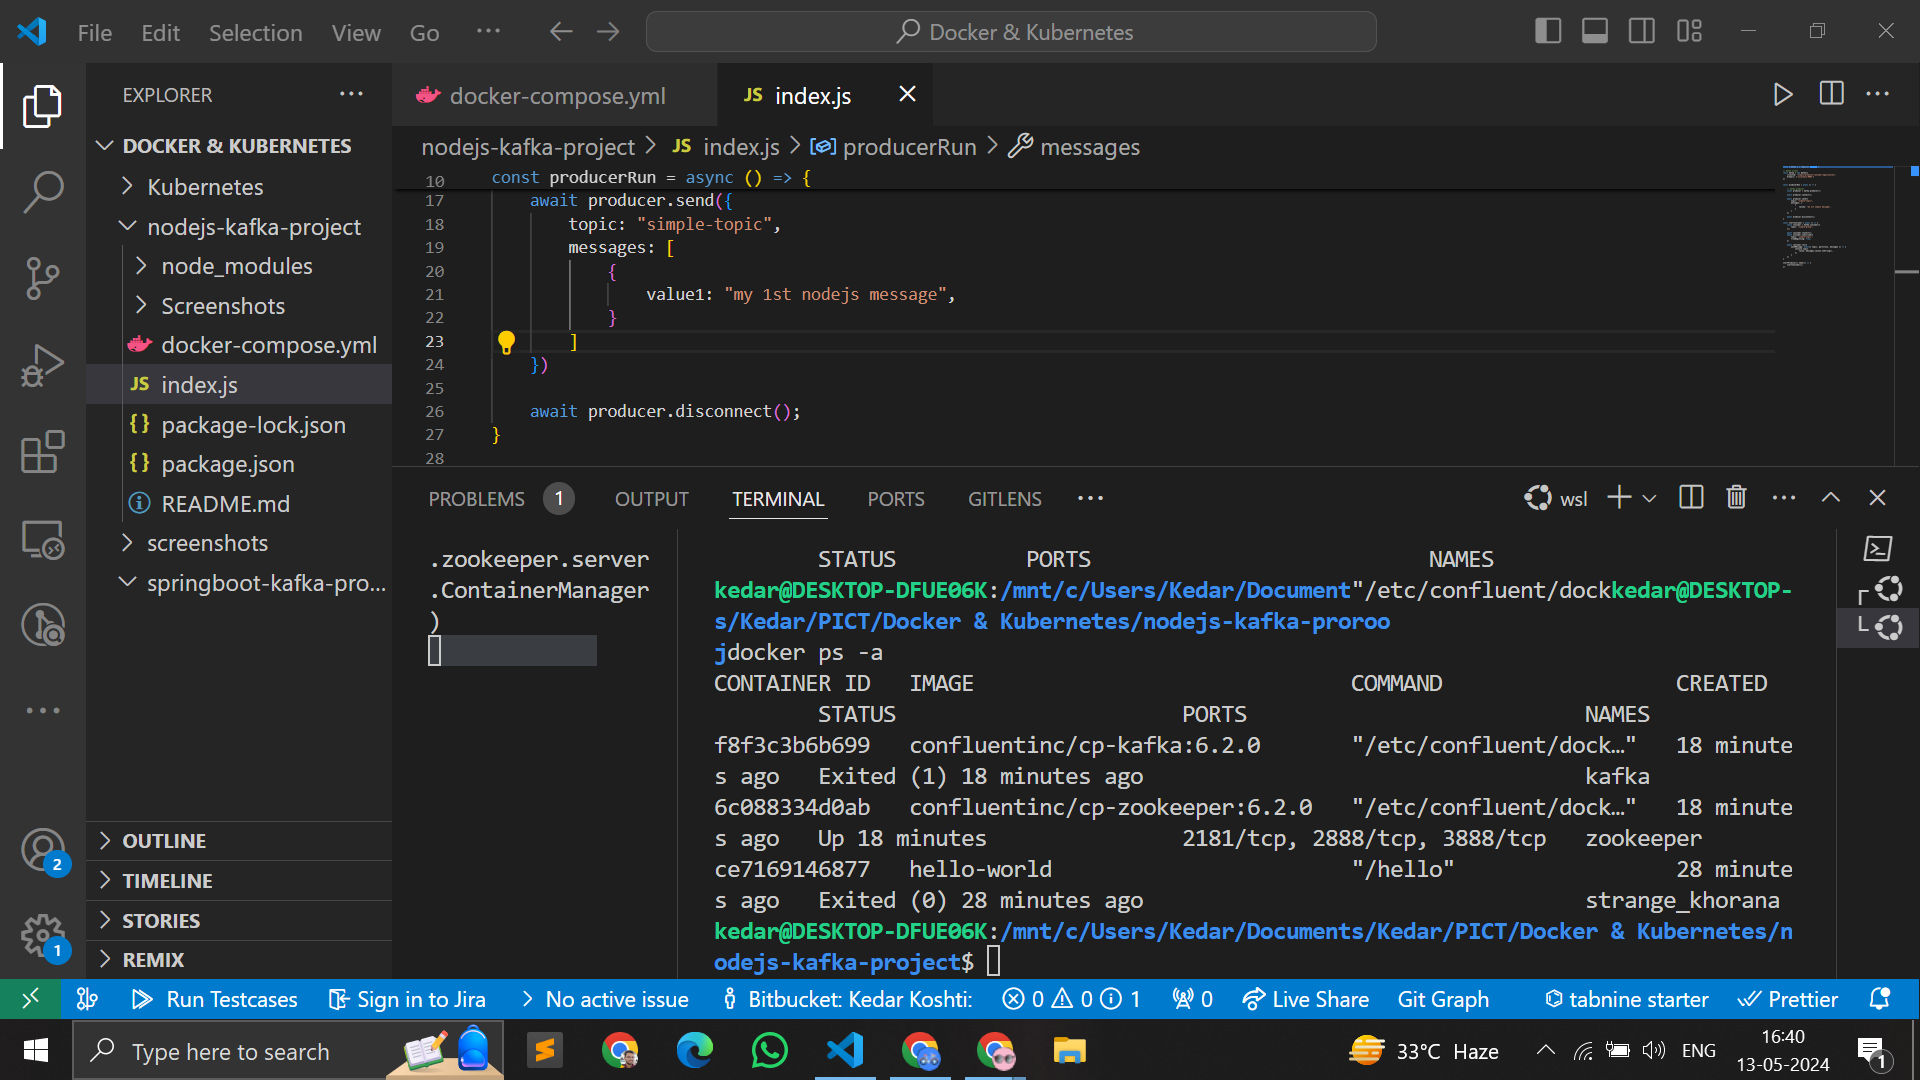 File Edit Selection View Go ... Docker & Kubernetes
EXPLORER
DOCKER & KUBERNETES
Kubernetes
nodejs-kafka-project
node_modules
Screenshots
docker-compose.yml
JS index.js
{} package-lock.json
{} package.json
README.md
screenshots
springboot-kafka-pro...
OUTLINE
TIMELINE
STORIES
REMIX
2
1
docker-compose.yml JS index.js
nodejs-kafka-project > JS index.js > producerRun > messages
10 const producerRun = async () => {
17 await producer.send({
18 topic: "simple-topic",
19 messages: [
20 {
21 value1: "my 1st nodejs message",
22 }
23 ]
24 })
25
26 await producer.disconnect();
27 }
28
PROBLEMS 1 OUTPUT TERMINAL PORTS GITLENS ... wsl
.zookeeper.server
.ContainerManager
)
STATUS PORTS NAMES
kedar@DESKTOP-DFUE06K:/mnt/c/Users/Kedar/Document"/etc/confluent/dockkedar@DESKTOP-
s/Kedar/PICT/Docker & Kubernetes/nodejs-kafka-proroo
jdocker ps -a
CONTAINER ID IMAGE COMMAND CREATED
STATUS PORTS NAMES
f8f3c3b6b699 confluentinc/cp-kafka:6.2.0 "/etc/confluent/dock…" 18 minute
s ago Exited (1) 18 minutes ago kafka
6c088334d0ab confluentinc/cp-zookeeper:6.2.0 "/etc/confluent/dock…" 18 minute
s ago Up 18 minutes 2181/tcp, 2888/tcp, 3888/tcp zookeeper
ce7169146877 hello-world "/hello" 28 minute
s ago Exited (0) 28 minutes ago strange_khorana
kedar@DESKTOP-DFUE06K:/mnt/c/Users/Kedar/Documents/Kedar/PICT/Docker & Kubernetes/n
odejs-kafka-project$
Run Testcases Sign in to Jira No active issue Bitbucket: Kedar Koshti: 0 0 1 0 Live Share Git Graph tabnine starter Prettier
Type here to search 33°C Haze ENG 16:40
13-05-2024
1